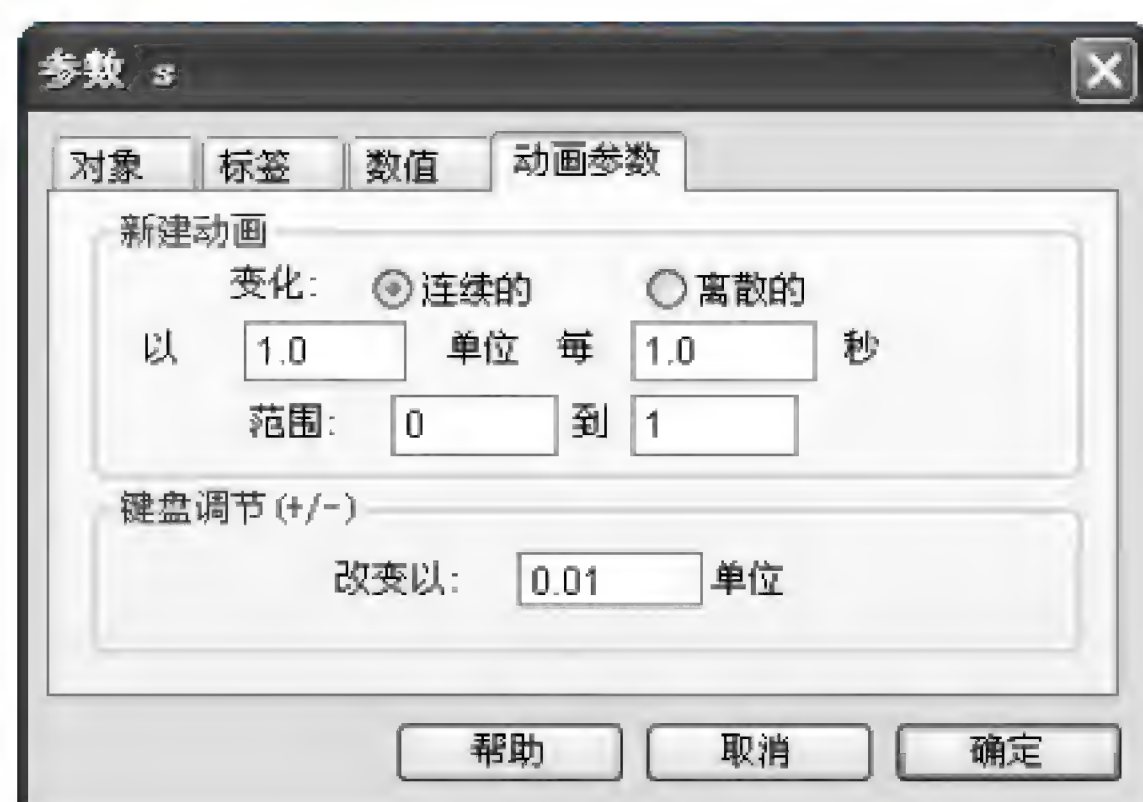 参数 s
对象 标签 数值 动画参数
新建动画
变化: 连续的 离散的
以 1.0 单位 每 1.0 秒
范围: 0 到 1
键盘调节(+/-)
改变以: 0.01 单位
帮助 取消 确定